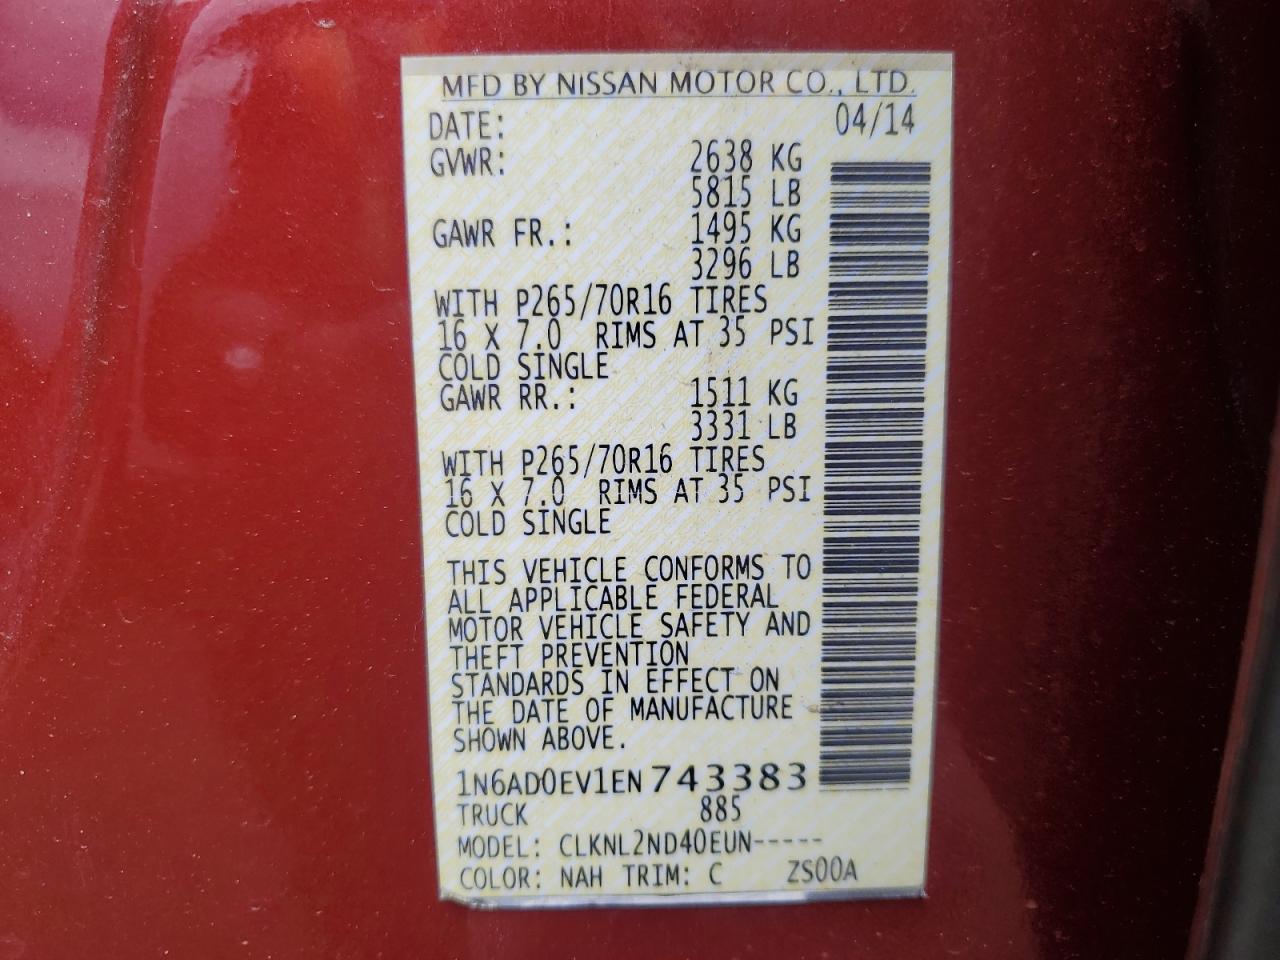 MFD BY NISSAN MOTOR CO., LTD.
DATE: 04/14
GVWR: 2638 KG
5815 LB
GAWR FR.: 1495 KG
3296 LB
WITH P265/70R16 TIRES
16 X 7.0 RIMS AT 35 PSI
COLD SINGLE
GAWR RR.: 1511 KG
3331 LB
WITH P265/70R16 TIRES
16 X 7.0 RIMS AT 35 PSI
COLD SINGLE
THIS VEHICLE CONFORMS TO
ALL APPLICABLE FEDERAL
MOTOR VEHICLE SAFETY AND
THEFT PREVENTION
STANDARDS IN EFFECT ON
THE DATE OF MANUFACTURE
SHOWN ABOVE.
1N6AD0EV1EN743383
TRUCK 885
MODEL: CLKNL2ND40EUN-----
COLOR: NAH TRIM: C ZS00A